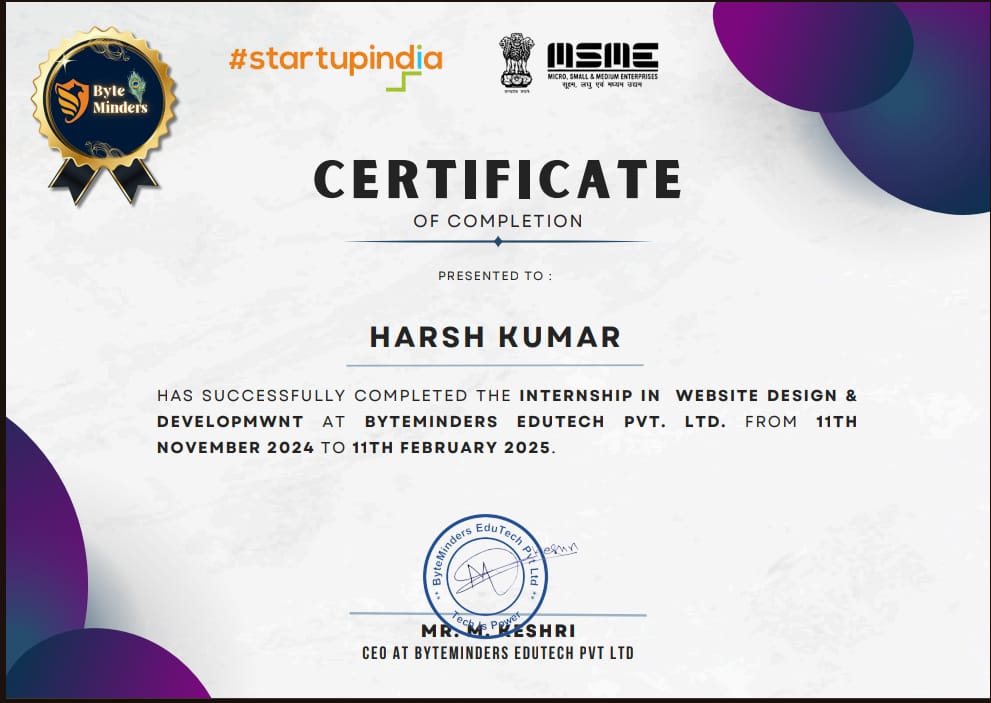 Byte
Minders
#startupindia
सत्यमेव जयते
MSME
MICRO, SMALL & MEDIUM ENTERPRISES
सूक्ष्म, लघु एवं मध्यम उद्यम
CERTIFICATE
OF COMPLETION
PRESENTED TO :
HARSH KUMAR
HAS SUCCESSFULLY COMPLETED THE INTERNSHIP IN WEBSITE DESIGN &
DEVELOPMWNT AT BYTEMINDERS EDUTECH PVT. LTD. FROM 11TH
NOVEMBER 2024 TO 11TH FEBRUARY 2025.
** ByteMinders EduTech Pvt Ltd **
Tech Is Power
MR. M. KESHRI
CEO AT BYTEMINDERS EDUTECH PVT LTD